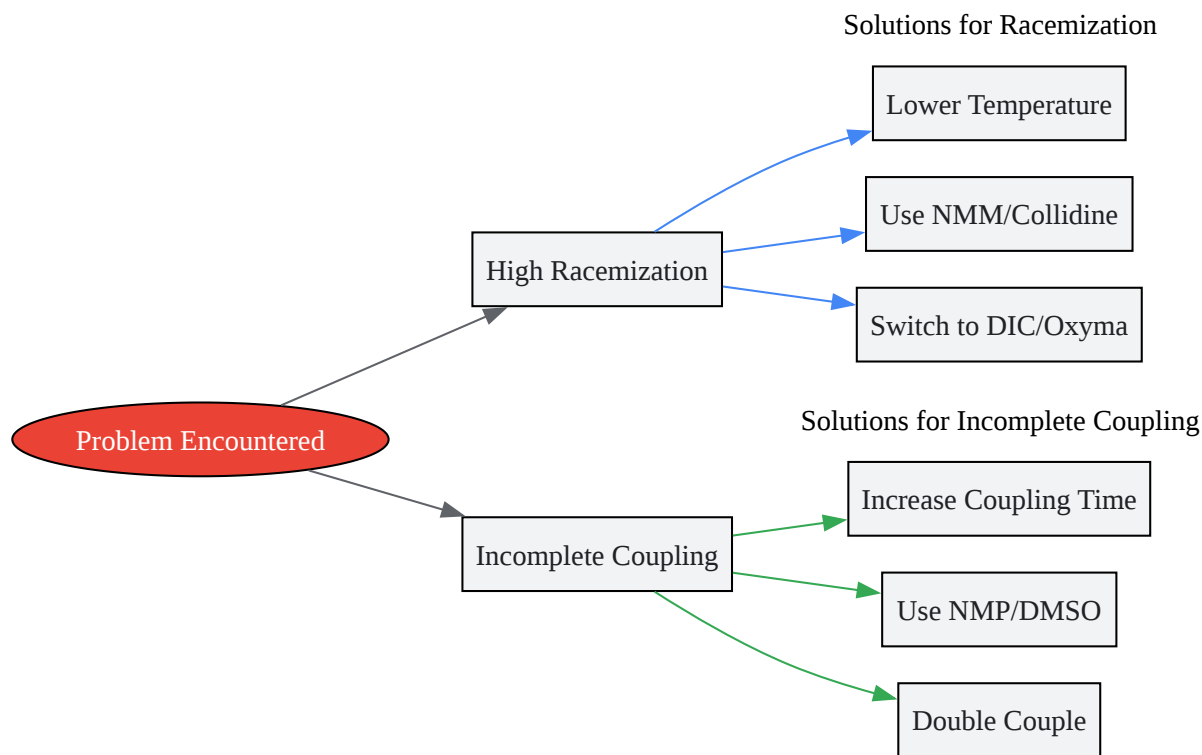 Solutions for Racemization
Lower Temperature
Use NMM/Collidine
High Racemization
Switch to DIC/Oxyma
Problem Encountered
Solutions for Incomplete Coupling
Increase Coupling Time
Incomplete Coupling
Use NMP/DMSO
Double Couple